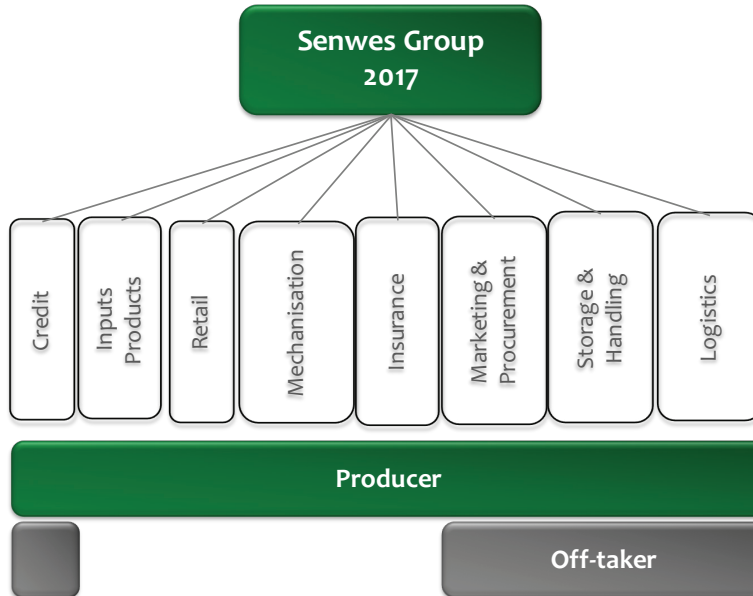 Senwes Group
2017
Credit
Inputs
Products
Retail
Mechanisation
Insurance
Marketing &
Procurement
Storage &
Handling
Logistics
Producer
Off-taker